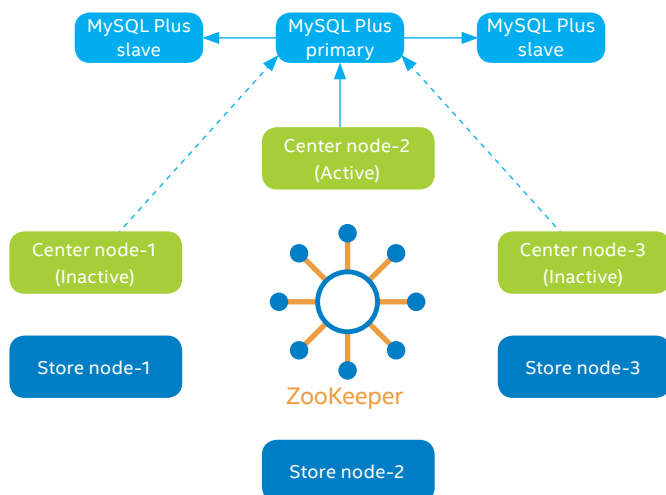 MySQL Plus
slave
MySQL Plus
primary
MySQL Plus
slave
Center node-2
(Active)
Center node-1
(Inactive)
Center node-3
(Inactive)
Store node-1
Store node-3
ZooKeeper
Store node-2